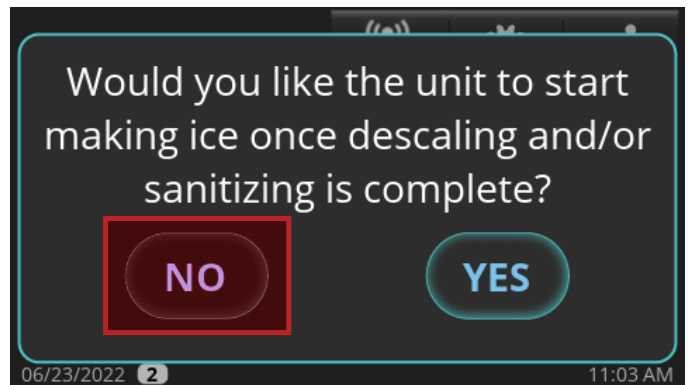 Would you like the unit to start
making ice once descaling and/or
sanitizing is complete?
NO YES
06/23/2022 2 11:03 AM